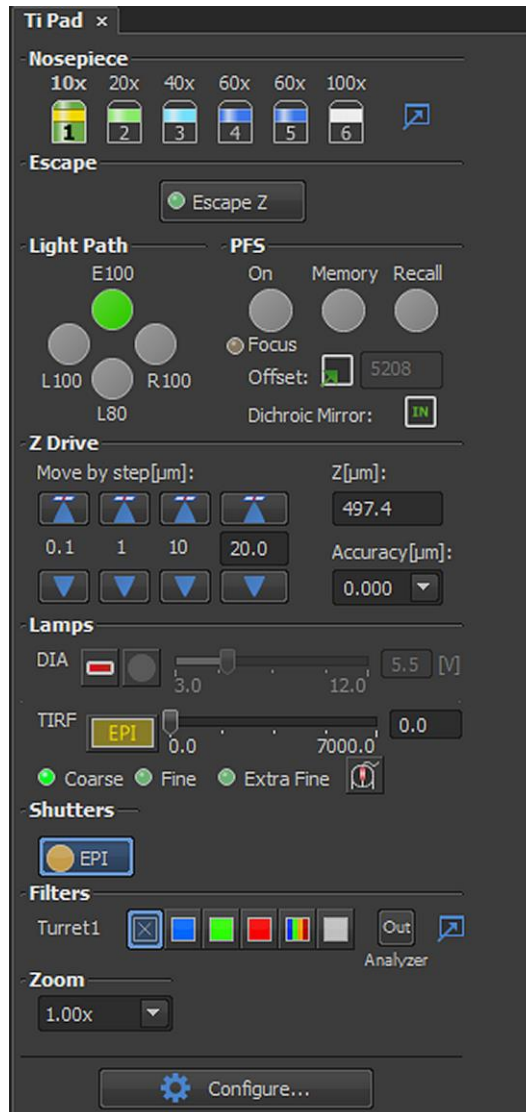 Ti Pad ×
Nosepiece
10x 20x 40x 60x 60x 100x
1 2 3 4 5 6
Escape
Escape Z
Light Path
PFS
E100
On Memory Recall
L100 R100
L80
Focus
Offset: 5208
Dichroic Mirror: IN
Z Drive
Move by step[µm]:
Z[µm]:
497.4
0.1 1 10 20.0
Accuracy[µm]:
0.000
Lamps
DIA 5.5 [V]
3.0 12.0
TIRF EPI 0.0
0.0 7000.0
Coarse Fine Extra Fine
Shutters
EPI
Filters
Turret1 Out
Analyzer
Zoom
1.00x
Configure...